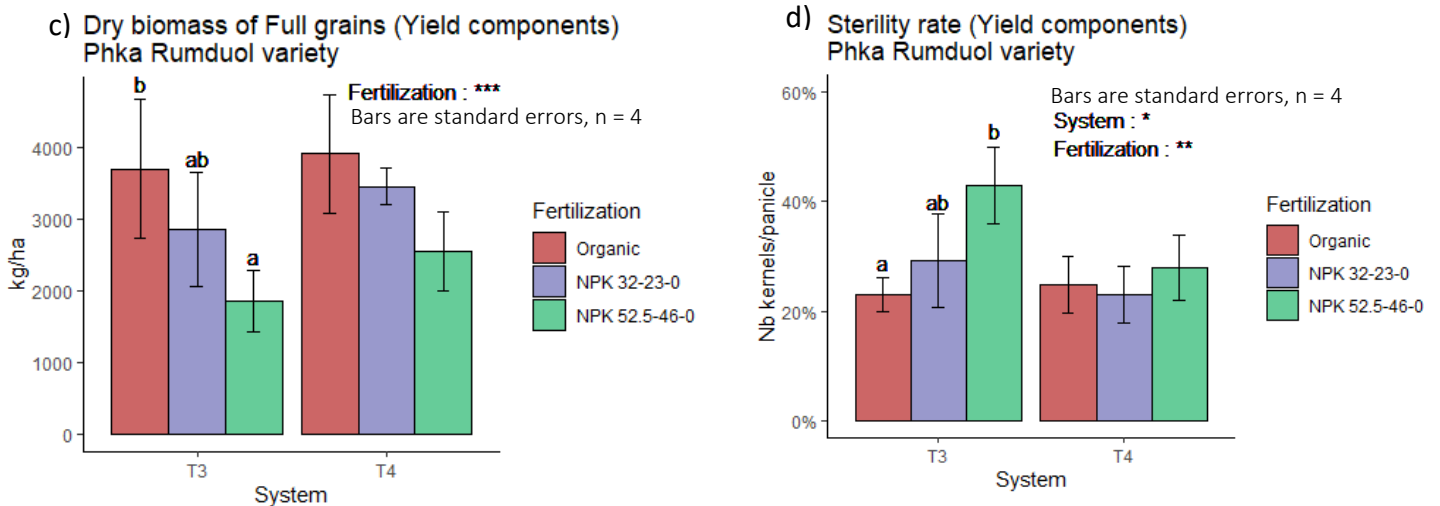 c) Dry biomass of Full grains (Yield components)
Phka Rumduol variety
Fertilization : ***
Bars are standard errors, n = 4
b
ab
a
kg/ha
4000
3000
2000
1000
0
T3
T4
System
Fertilization
Organic
NPK 32-23-0
NPK 52.5-46-0
d) Sterility rate (Yield components)
Phka Rumduol variety
Bars are standard errors, n = 4
System : *
Fertilization : **
a
ab
b
Nb kernels/panicle
60%
40%
20%
0%
T3
T4
System
Fertilization
Organic
NPK 32-23-0
NPK 52.5-46-0